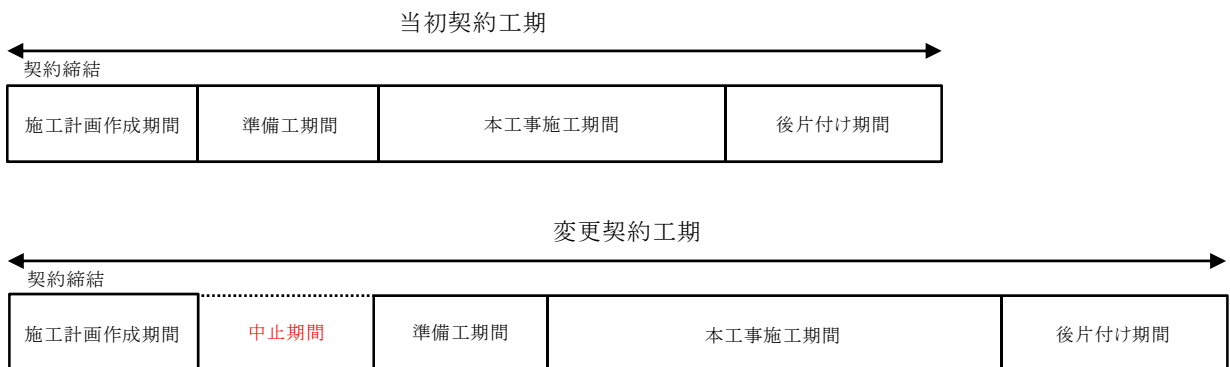 当初契約工期
契約締結
施工計画作成期間 準備工期間 本工事施工期間 後片付け期間
変更契約工期
契約締結
施工計画作成期間 中止期間 準備工期間 本工事施工期間 後片付け期間